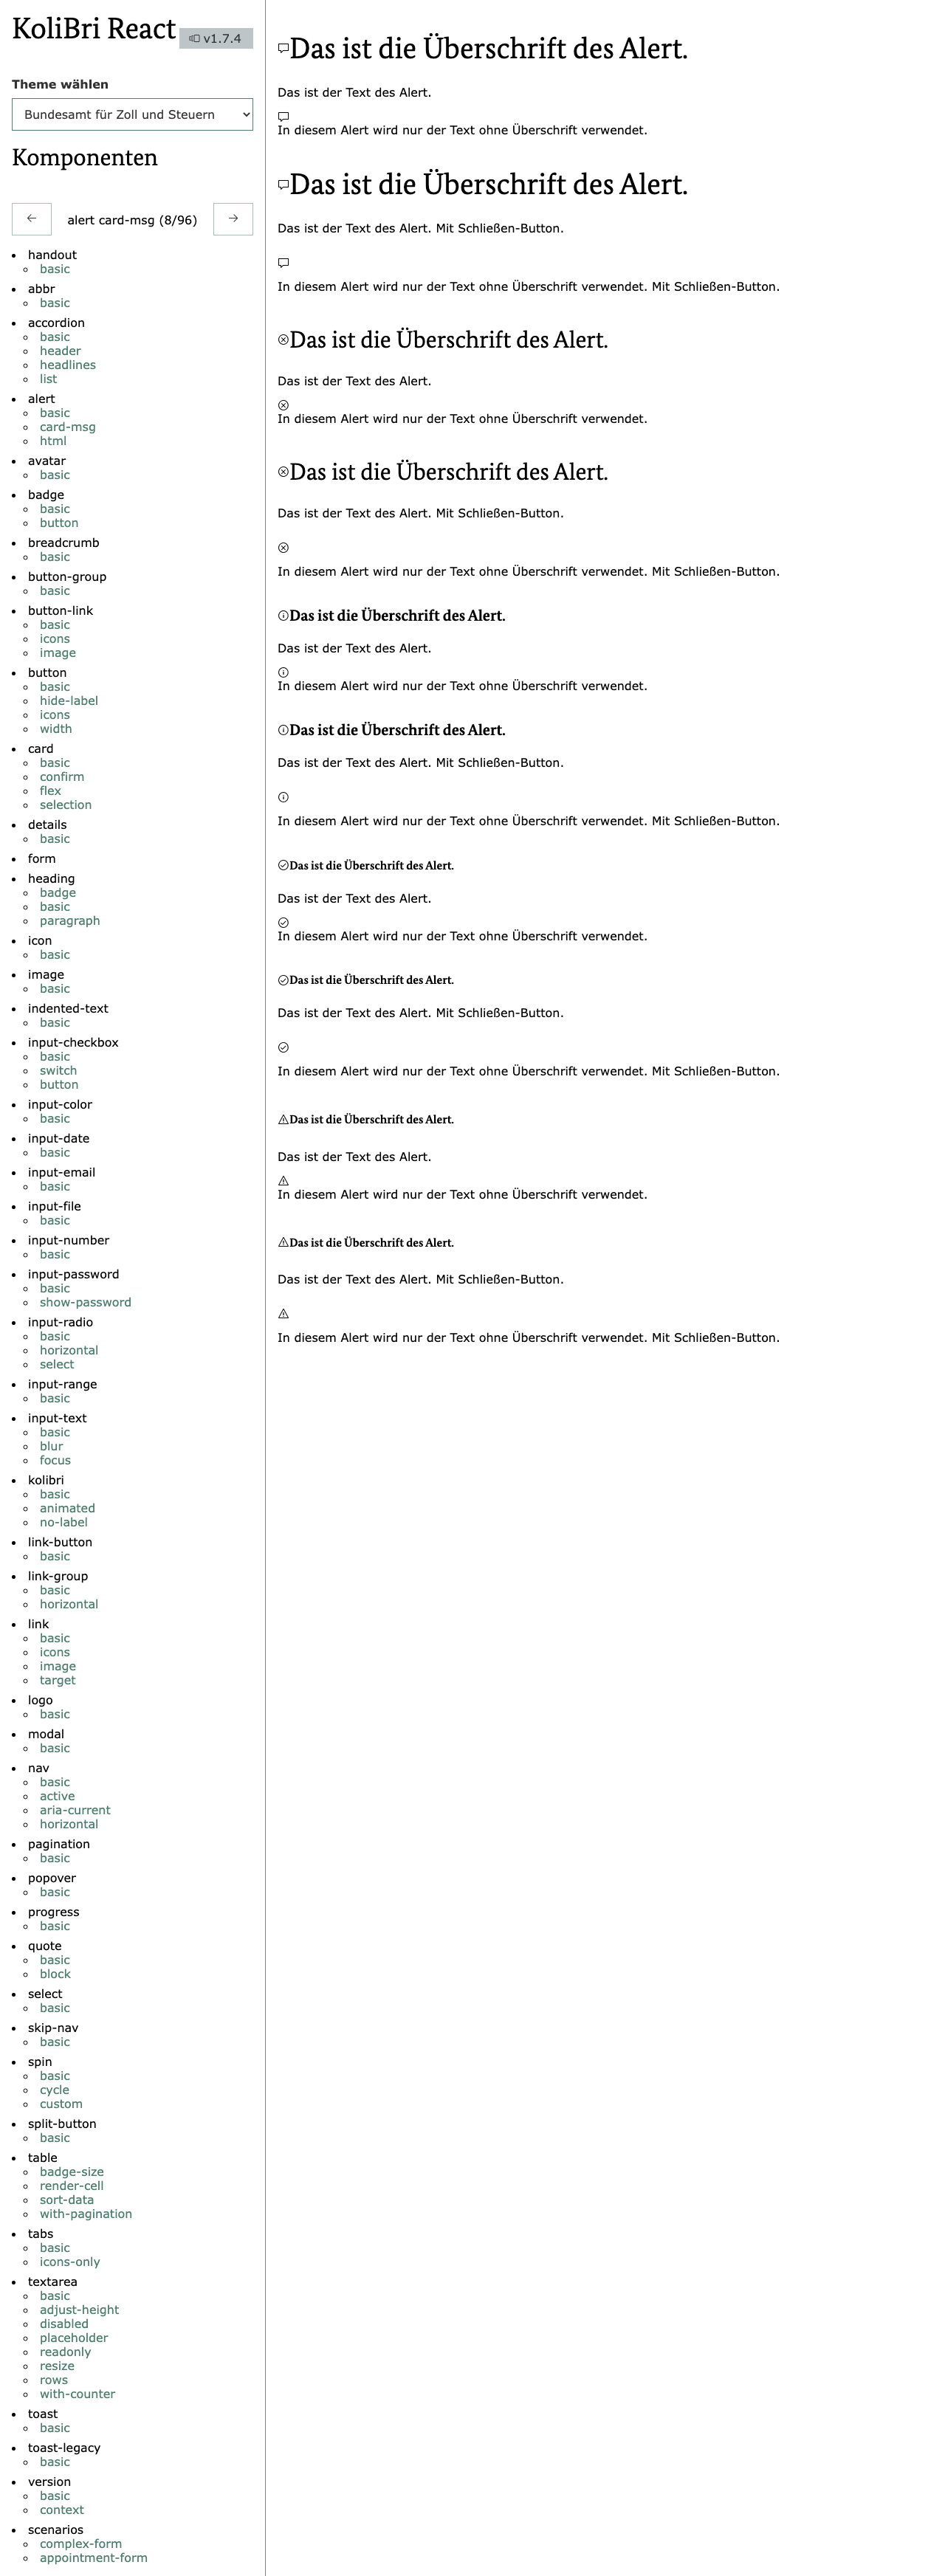 KoliBri React
v1.7.4
Theme wählen
Bundesamt für Zoll und Steuern
Komponenten
← alert card-msg (8/96) →
handout
basic
abbr
basic
accordion
basic
header
headlines
list
alert
basic
card-msg
html
avatar
basic
badge
basic
button
breadcrumb
basic
button-group
basic
button-link
basic
icons
image
button
basic
hide-label
icons
width
card
basic
confirm
flex
selection
details
basic
form
heading
badge
basic
paragraph
icon
basic
image
basic
indented-text
basic
input-checkbox
basic
switch
button
input-color
basic
input-date
basic
input-email
basic
input-file
basic
input-number
basic
input-password
basic
show-password
input-radio
basic
horizontal
select
input-range
basic
input-text
basic
blur
focus
kolibri
basic
animated
no-label
link-button
basic
link-group
basic
horizontal
link
basic
icons
image
target
logo
basic
modal
basic
nav
basic
active
aria-current
horizontal
pagination
basic
popover
basic
progress
basic
quote
basic
block
select
basic
skip-nav
basic
spin
basic
cycle
custom
split-button
basic
table
badge-size
render-cell
sort-data
with-pagination
tabs
basic
icons-only
textarea
basic
adjust-height
disabled
placeholder
readonly
resize
rows
with-counter
toast
basic
toast-legacy
basic
version
basic
context
scenarios
complex-form
appointment-form
Das ist die Überschrift des Alert.
Das ist der Text des Alert.
In diesem Alert wird nur der Text ohne Überschrift verwendet.
Das ist die Überschrift des Alert.
Das ist der Text des Alert. Mit Schließen-Button.
In diesem Alert wird nur der Text ohne Überschrift verwendet. Mit Schließen-Button.
Das ist die Überschrift des Alert.
Das ist der Text des Alert.
In diesem Alert wird nur der Text ohne Überschrift verwendet.
Das ist die Überschrift des Alert.
Das ist der Text des Alert. Mit Schließen-Button.
In diesem Alert wird nur der Text ohne Überschrift verwendet. Mit Schließen-Button.
Das ist die Überschrift des Alert.
Das ist der Text des Alert.
In diesem Alert wird nur der Text ohne Überschrift verwendet.
Das ist die Überschrift des Alert.
Das ist der Text des Alert. Mit Schließen-Button.
In diesem Alert wird nur der Text ohne Überschrift verwendet. Mit Schließen-Button.
Das ist die Überschrift des Alert.
Das ist der Text des Alert.
In diesem Alert wird nur der Text ohne Überschrift verwendet.
Das ist die Überschrift des Alert.
Das ist der Text des Alert. Mit Schließen-Button.
In diesem Alert wird nur der Text ohne Überschrift verwendet. Mit Schließen-Button.
Das ist die Überschrift des Alert.
Das ist der Text des Alert.
In diesem Alert wird nur der Text ohne Überschrift verwendet.
Das ist die Überschrift des Alert.
Das ist der Text des Alert. Mit Schließen-Button.
In diesem Alert wird nur der Text ohne Überschrift verwendet. Mit Schließen-Button.